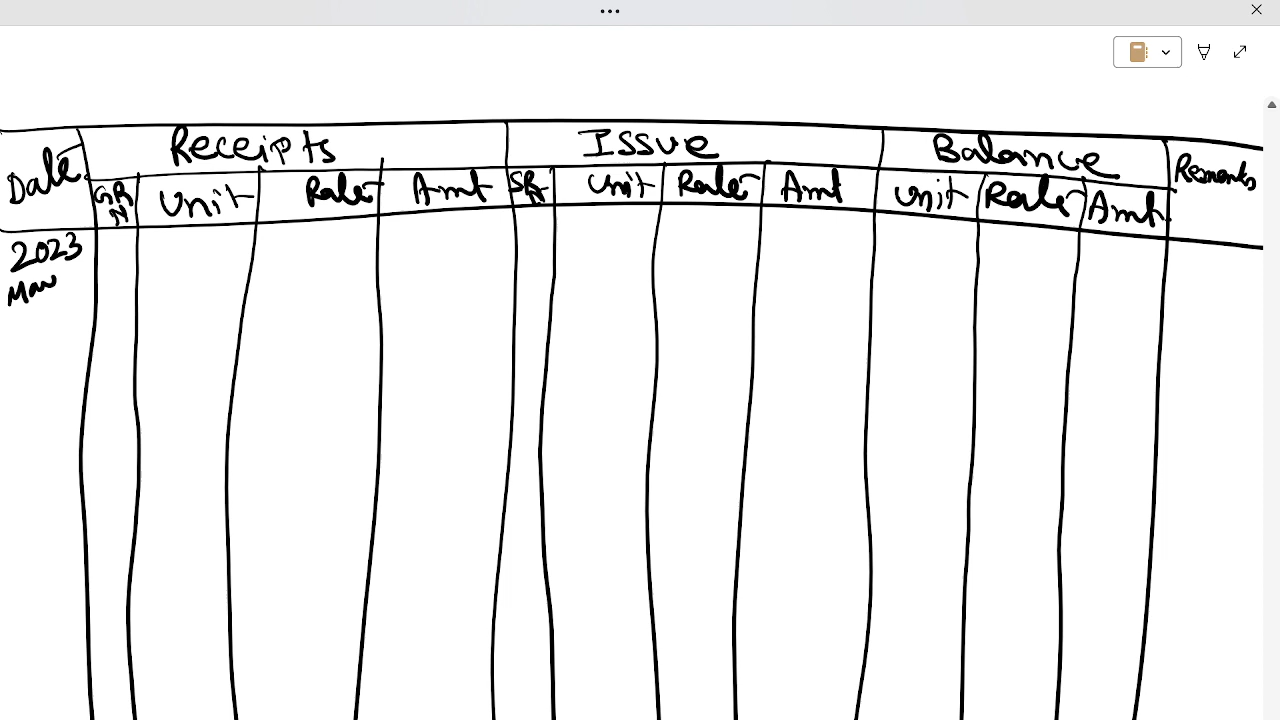 Date Receipts Issue Balance Remarks
GRN Unit Rate Amt SR Unit Rate Amt Unit Rate Amt
2023
Mar